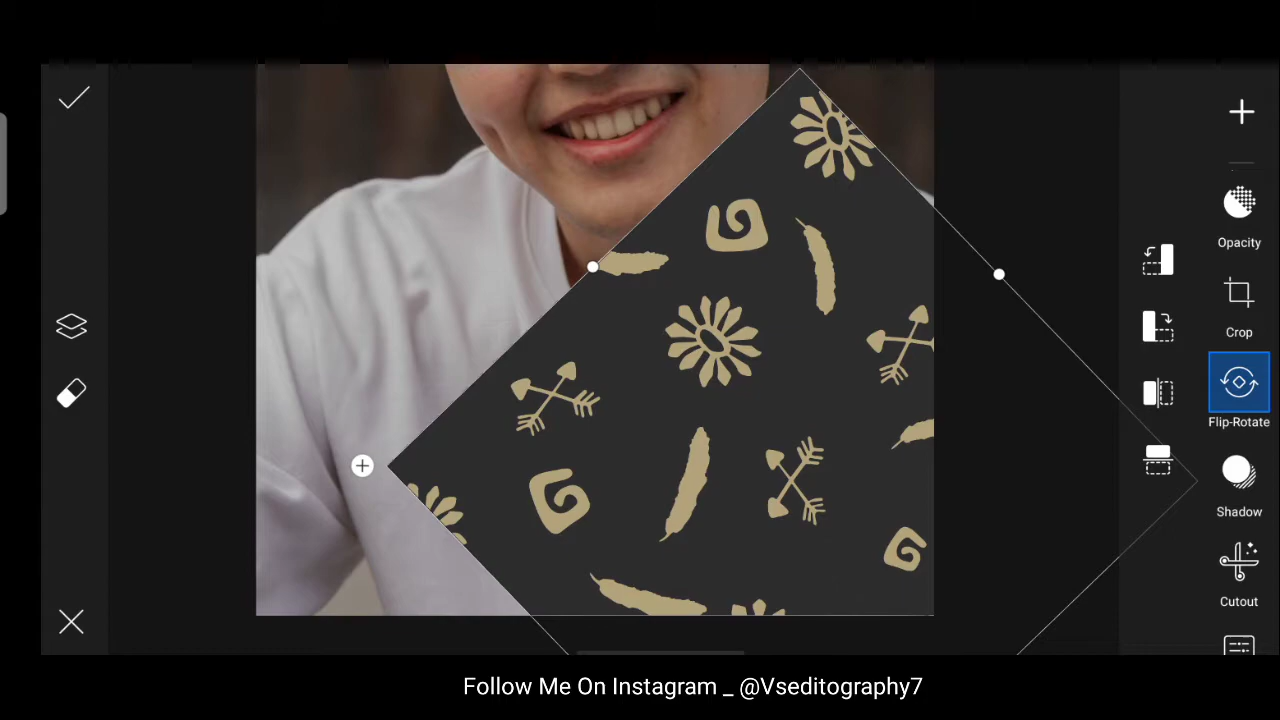 Opacity
Crop
Flip-Rotate
Shadow
Cutout
Follow Me On Instagram _ @Vseditography7